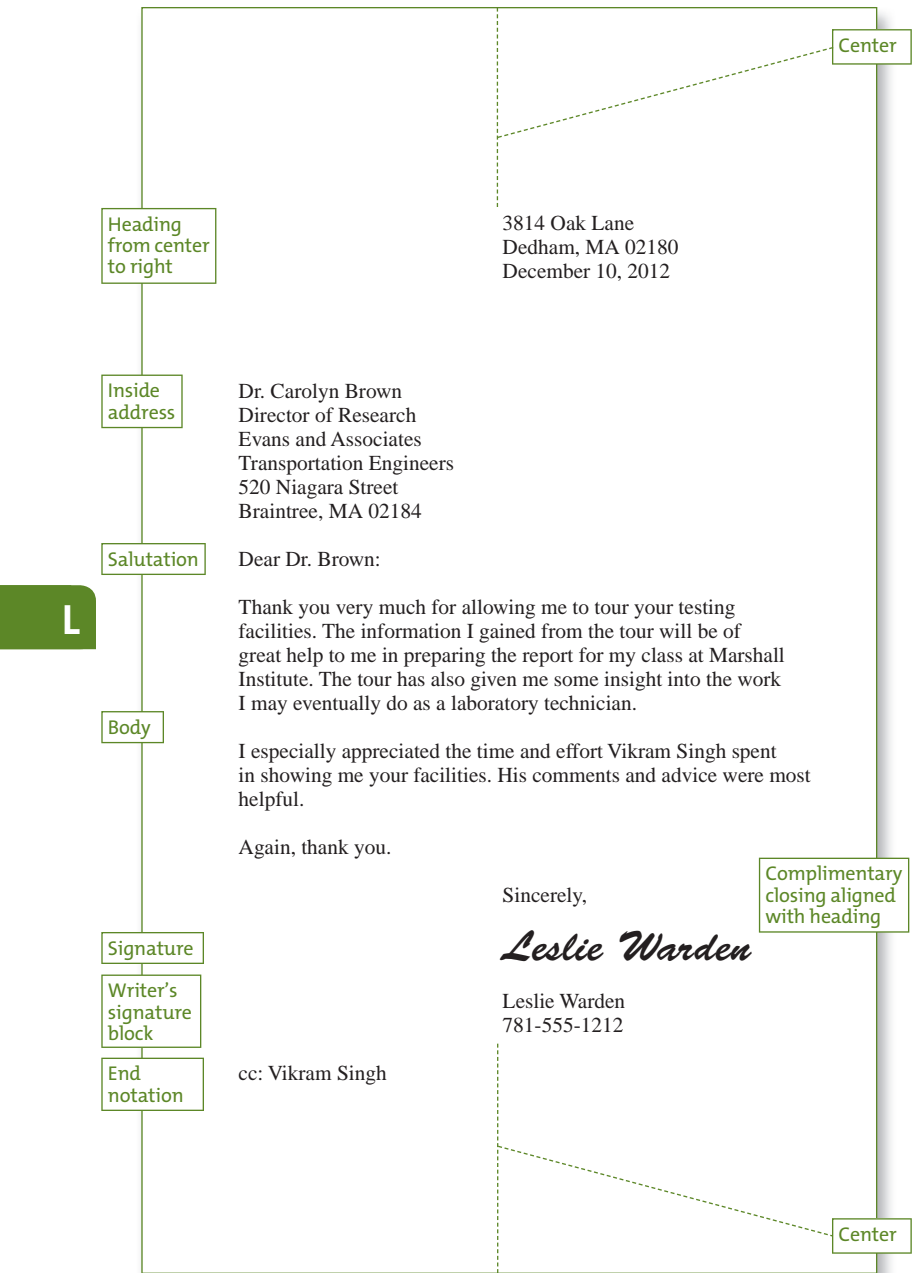 Center
Heading
from center
to right
3814 Oak Lane
Dedham, MA 02180
December 10, 2012
Inside
address
Dr. Carolyn Brown
Director of Research
Evans and Associates
Transportation Engineers
520 Niagara Street
Braintree, MA 02184
Salutation
Dear Dr. Brown:
L
Thank you very much for allowing me to tour your testing
facilities. The information I gained from the tour will be of
great help to me in preparing the report for my class at Marshall
Institute. The tour has also given me some insight into the work
I may eventually do as a laboratory technician.
Body
I especially appreciated the time and effort Vikram Singh spent
in showing me your facilities. His comments and advice were most
helpful.
Again, thank you.
Complimentary
closing aligned
with heading
Sincerely,
Signature
Leslie Warden
Writer's
signature
block
Leslie Warden
781-555-1212
End
notation
cc: Vikram Singh
Center